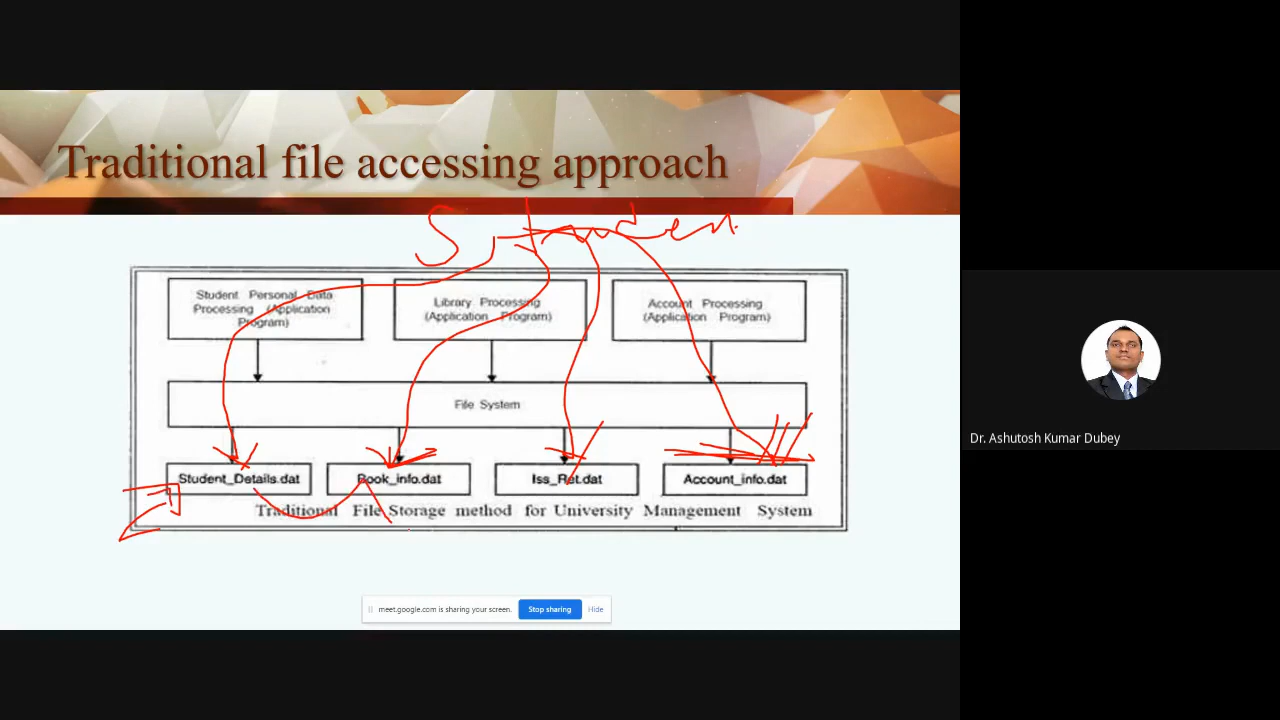 Traditional file accessing approach
Studen
Student Personal Data
Processing (Application
Program)
Library Processing
(Application Program)
Account Processing
(Application Program)
File System
Student_Details.dat
Book_info.dat
Iss_Ret.dat
Account_info.dat
Traditional File Storage method for University Management System
meet.google.com is sharing your screen.
Stop sharing
Hide
Dr. Ashutosh Kumar Dubey